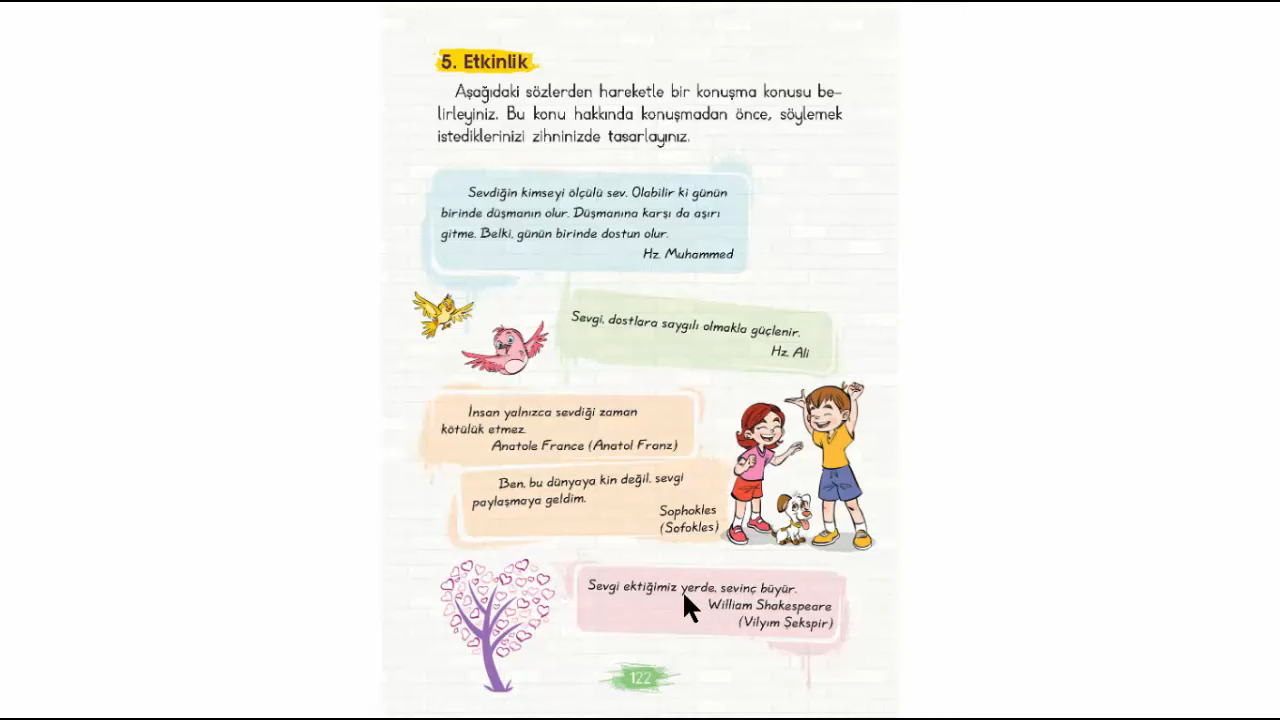 5. Etkinlik
Aşağıdaki sözlerden hareketle bir konuşma konusu be-
lirleyiniz. Bu konu hakkında konuşmadan önce, söylemek
istediklerinizi zihninizde tasarlayınız.
Sevdiğin kimseyi ölçülü sev. Olabilir ki günün
birinde düşmanın olur. Düşmanına karşı da aşırı
gitme. Belki, günün birinde dostun olur.
Hz. Muhammed
Sevgi, dostlara saygılı olmakla güçlenir.
Hz. Ali
İnsan yalnızca sevdiği zaman
kötülük etmez.
Anatole France (Anatol Franz)
Ben, bu dünyaya kin değil, sevgi
paylaşmaya geldim.
Sophokles
(Sofokles)
Sevgi ektiğimiz yerde, sevinç büyür.
William Shakespeare
(Vilyım Şekspir)
122